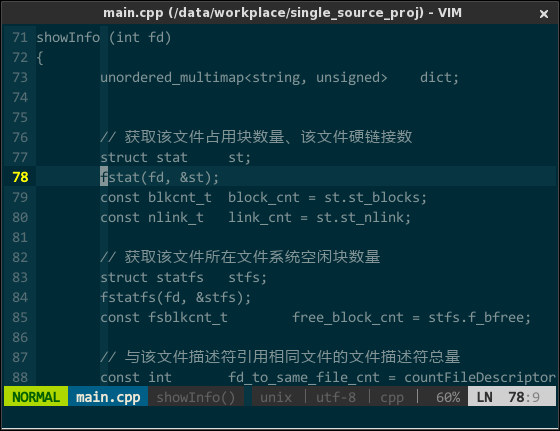 main.cpp (/data/workplace/single_source_proj) - VIM ×
71 showInfo (int fd)
72 {
73 unordered_multimap<string, unsigned> dict;
74
75
76 // 获取该文件占用块数量、该文件硬链接数
77 struct stat st;
78 fstat(fd, &st);
79 const blkcnt_t block_cnt = st.st_blocks;
80 const nlink_t link_cnt = st.st_nlink;
81
82 // 获取该文件所在文件系统空闲块数量
83 struct statfs stfs;
84 fstatfs(fd, &stfs);
85 const fsblkcnt_t free_block_cnt = stfs.f_bfree;
86
87 // 与该文件描述符引用相同文件的文件描述符总量
88 const int fd_to_same_file_cnt = countFileDescriptor
NORMAL main.cpp showInfo() unix | utf-8 | cpp 60% LN 78:9